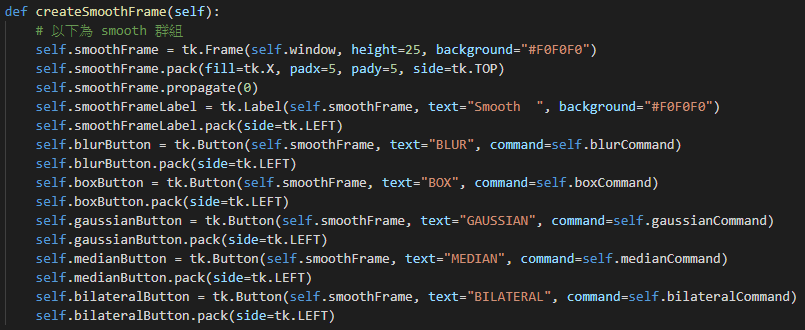 def createSmoothFrame(self):
    # 以下為 smooth 群組
    self.smoothFrame = tk.Frame(self.window, height=25, background="#F0F0F0")
    self.smoothFrame.pack(fill=tk.X, padx=5, pady=5, side=tk.TOP)
    self.smoothFrame.propagate(0)
    self.smoothFrameLabel = tk.Label(self.smoothFrame, text="Smooth  ", background="#F0F0F0")
    self.smoothFrameLabel.pack(side=tk.LEFT)
    self.blurButton = tk.Button(self.smoothFrame, text="BLUR", command=self.blurCommand)
    self.blurButton.pack(side=tk.LEFT)
    self.boxButton = tk.Button(self.smoothFrame, text="BOX", command=self.boxCommand)
    self.boxButton.pack(side=tk.LEFT)
    self.gaussianButton = tk.Button(self.smoothFrame, text="GAUSSIAN", command=self.gaussianCommand)
    self.gaussianButton.pack(side=tk.LEFT)
    self.medianButton = tk.Button(self.smoothFrame, text="MEDIAN", command=self.medianCommand)
    self.medianButton.pack(side=tk.LEFT)
    self.bilateralButton = tk.Button(self.smoothFrame, text="BILATERAL", command=self.bilateralCommand)
    self.bilateralButton.pack(side=tk.LEFT)